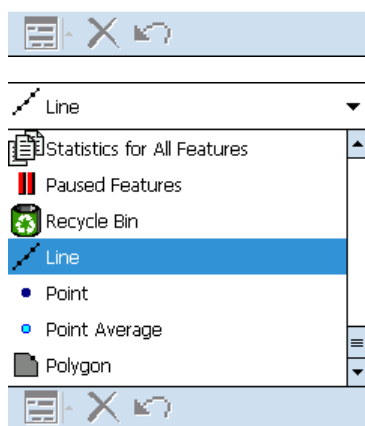 Line
Statistics for All Features
Paused Features
Recycle Bin
Line
Point
Point Average
Polygon